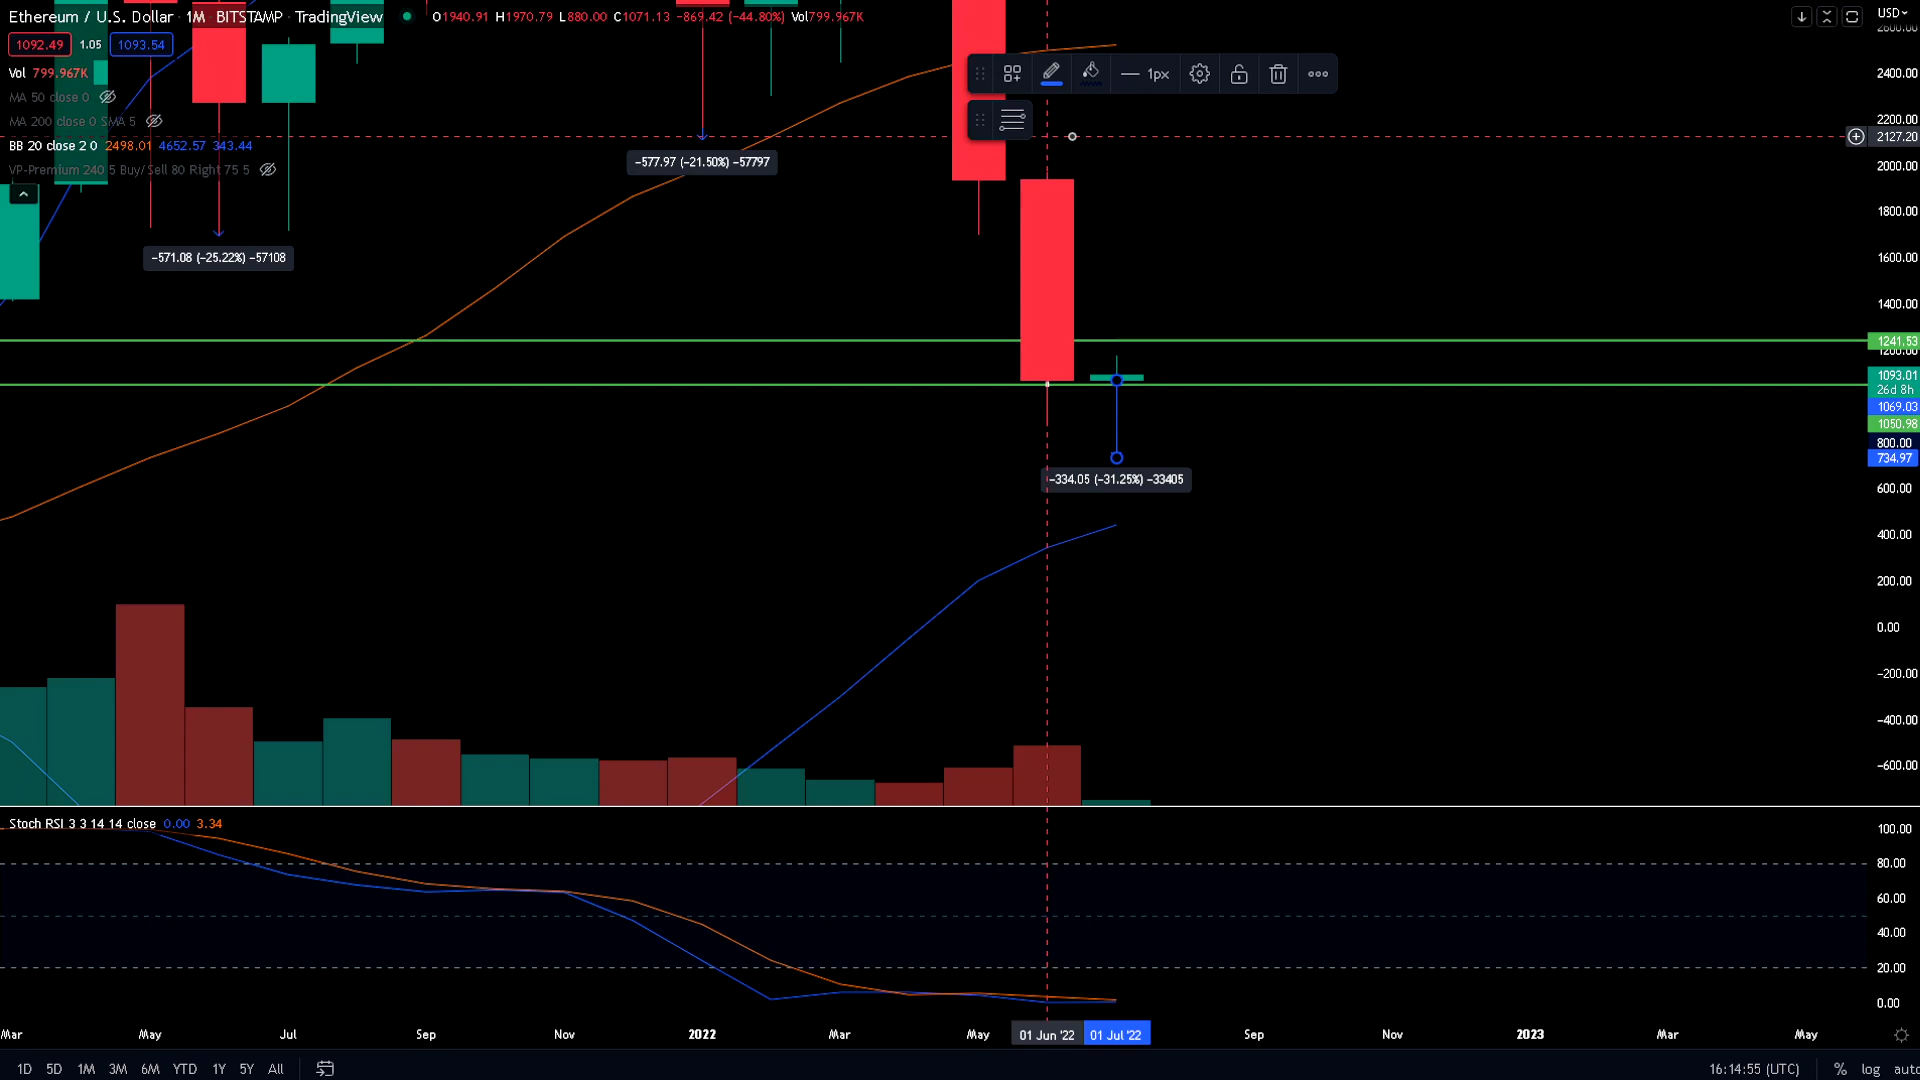 Ethereum / U.S. Dollar · 1M · BITSTAMP · TradingView O1940.91 H1970.79 L880.00 C1071.13 −869.42 (−44.80%) Vol799.967K
USD
1092.49 1.05 1093.54
Vol 799.967K
MA 50 close 0
MA 200 close 0 SMA 5
BB 20 close 2 0 2498.01 4652.57 343.44
VP-Premium 240 5 Buy/Sell 80 Right 75 5
1px
−577.97 (−21.50%) −57797
−571.08 (−25.22%) −57108
−334.05 (−31.25%) −33405
2600.00
2400.00
2200.00
2127.20
2000.00
1800.00
1600.00
1400.00
1241.53
1200.00
1093.01
26d 8h
1069.03
1050.98
800.00
734.97
600.00
400.00
200.00
0.00
−200.00
−400.00
−600.00
Stoch RSI 3 3 14 14 close 0.00 3.34
100.00
80.00
60.00
40.00
20.00
0.00
Mar May Jul Sep Nov 2022 Mar May 01 Jun '22 01 Jul '22 Sep Nov 2023 Mar May
1D 5D 1M 3M 6M YTD 1Y 5Y All 16:14:55 (UTC) % log auto